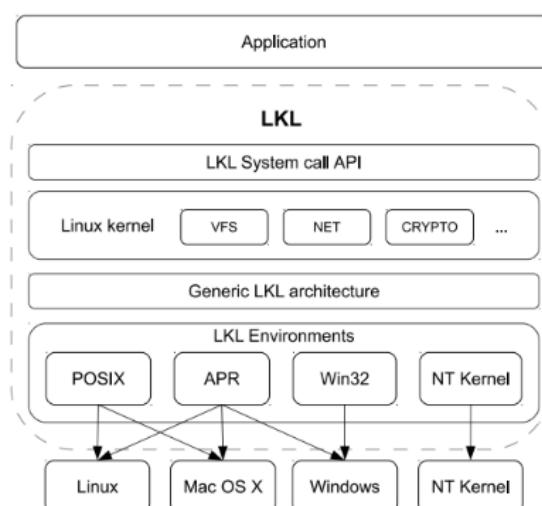 Application
LKL
LKL System call API
Linux kernel VFS NET CRYPTO ...
Generic LKL architecture
LKL Environments
POSIX APR Win32 NT Kernel
Linux Mac OS X Windows NT Kernel